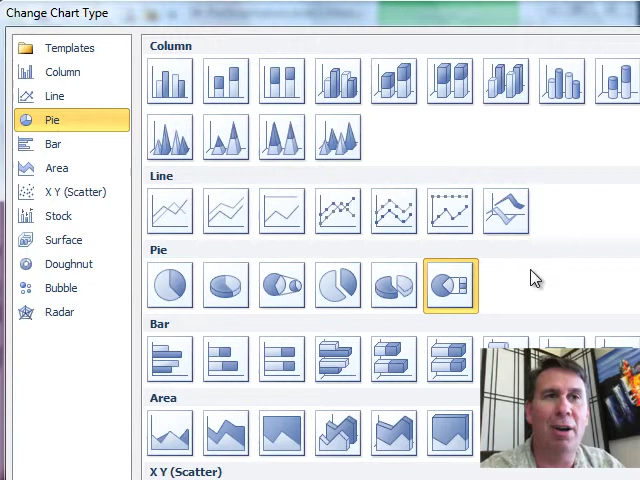 Change Chart Type
Templates
Column
Line
Pie
Bar
Area
X Y (Scatter)
Stock
Surface
Doughnut
Bubble
Radar
Column
Line
Pie
Bar
Area
X Y (Scatter)